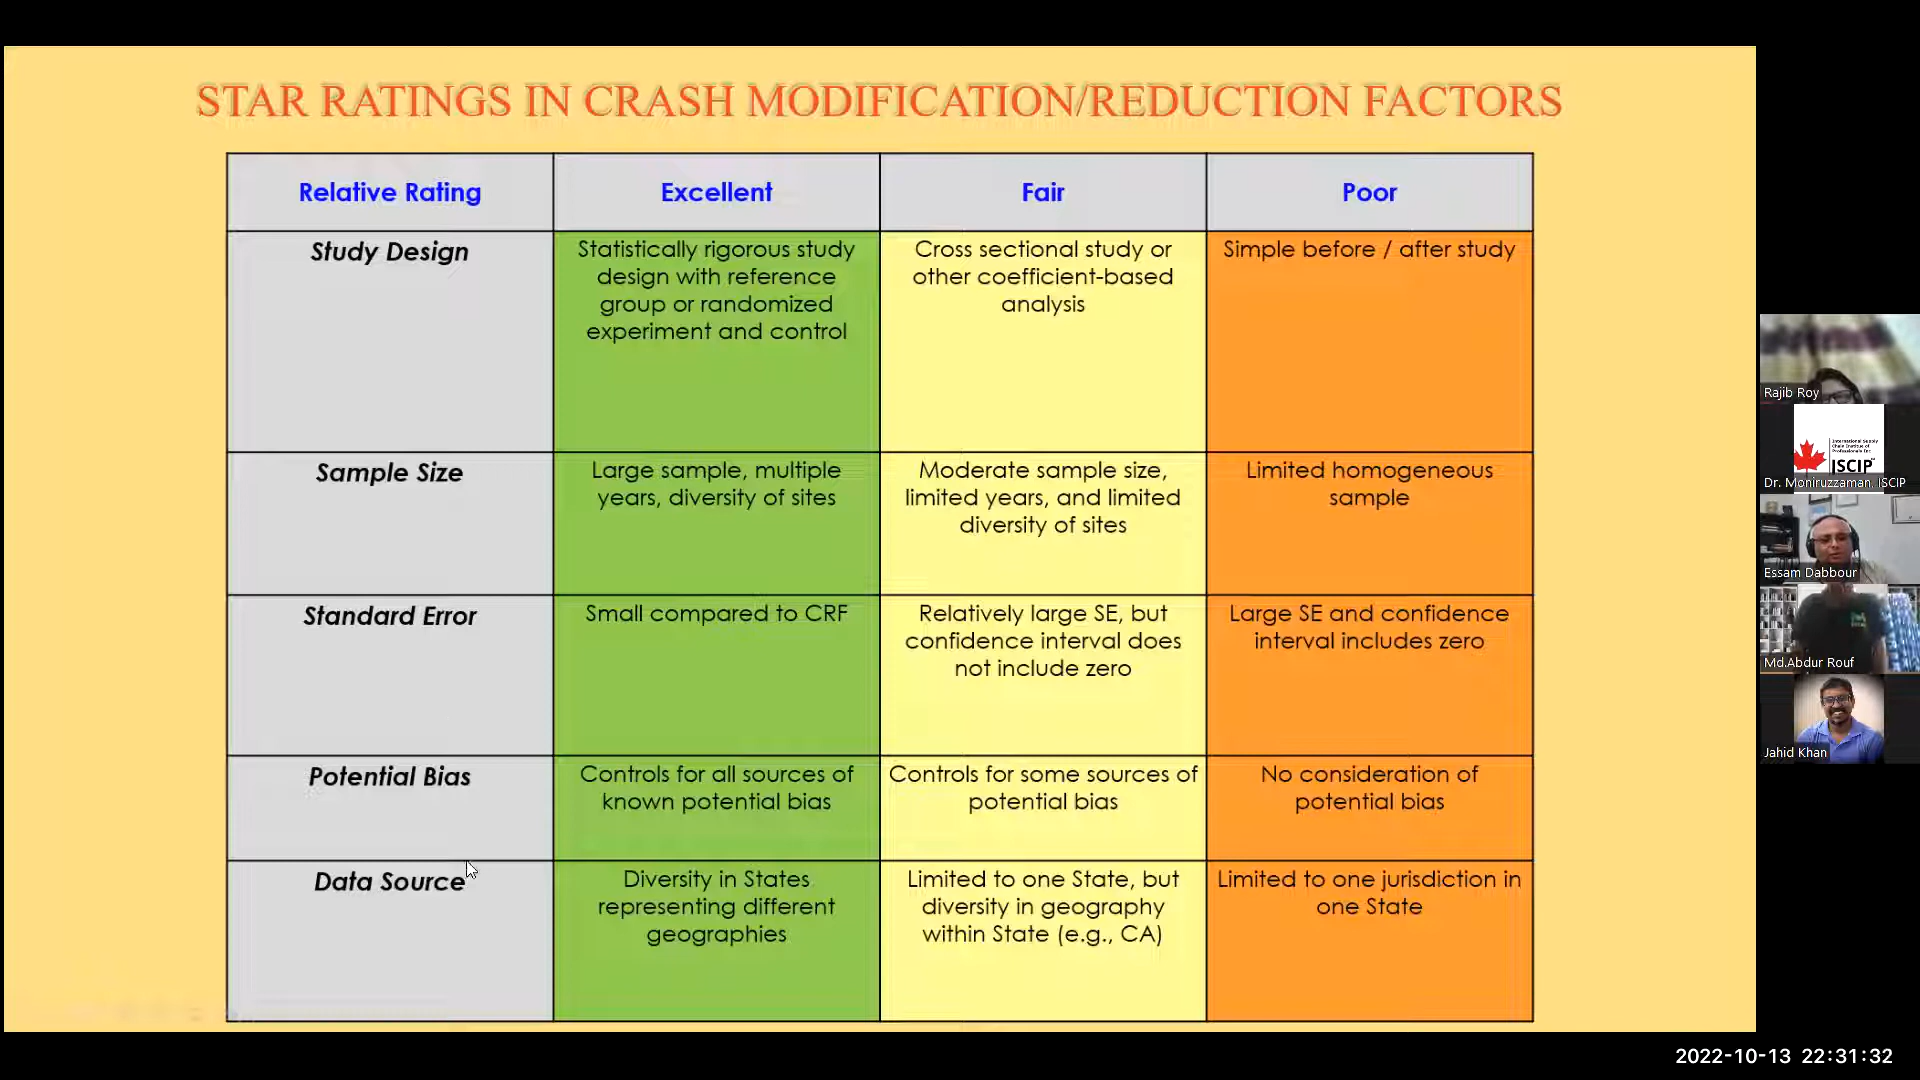 STAR RATINGS IN CRASH MODIFICATION/REDUCTION FACTORS
Relative Rating
Excellent
Fair
Poor
Study Design
Statistically rigorous study
design with reference
group or randomized
experiment and control
Cross sectional study or
other coefficient-based
analysis
Simple before / after study
Sample Size
Large sample, multiple
years, diversity of sites
Moderate sample size,
limited years, and limited
diversity of sites
Limited homogeneous
sample
Standard Error
Small compared to CRF
Relatively large SE, but
confidence interval does
not include zero
Large SE and confidence
interval includes zero
Potential Bias
Controls for all sources of
known potential bias
Controls for some sources of
potential bias
No consideration of
potential bias
Data Source
Diversity in States
representing different
geographies
Limited to one State, but
diversity in geography
within State (e.g., CA)
Limited to one jurisdiction in
one State
Rajib Roy
International Supply
Chain Institute of
Professionals Inc
ISCIP
Dr. Moniruzzaman. ISCIP
Essam Dabbour
Md.Abdur Rouf
Jahid Khan
2022-10-13 22:31:32